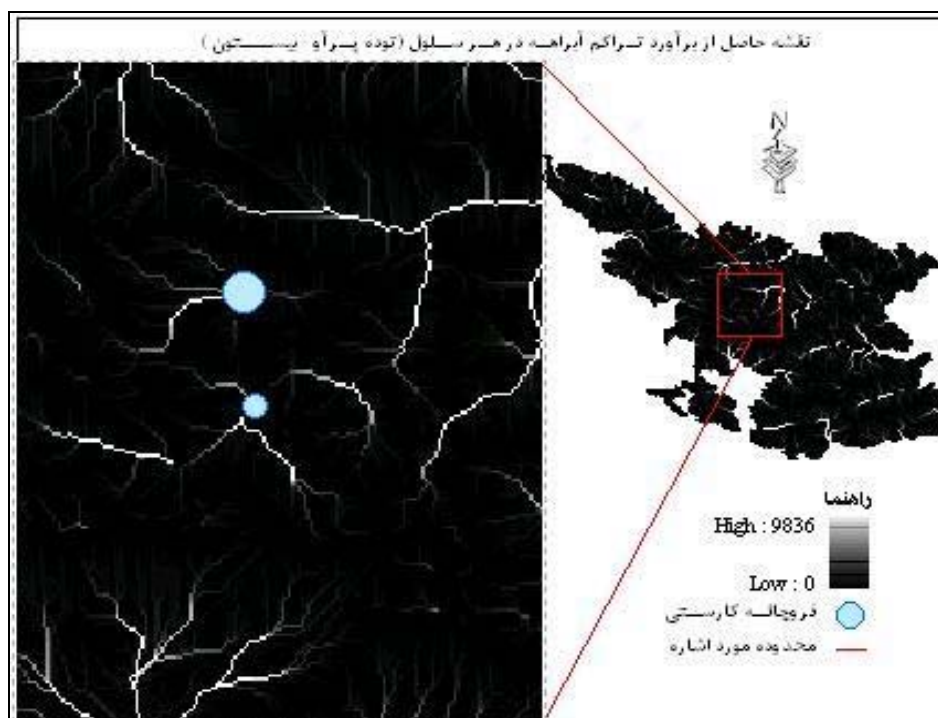 نقشه حاصل از برآورد تراکم آبراهه در هر سلول (توده پرآو - بیستون)
N
راهنما
High : 9836
Low : 0
فروچاله کارستی
محدوده مورد اشاره